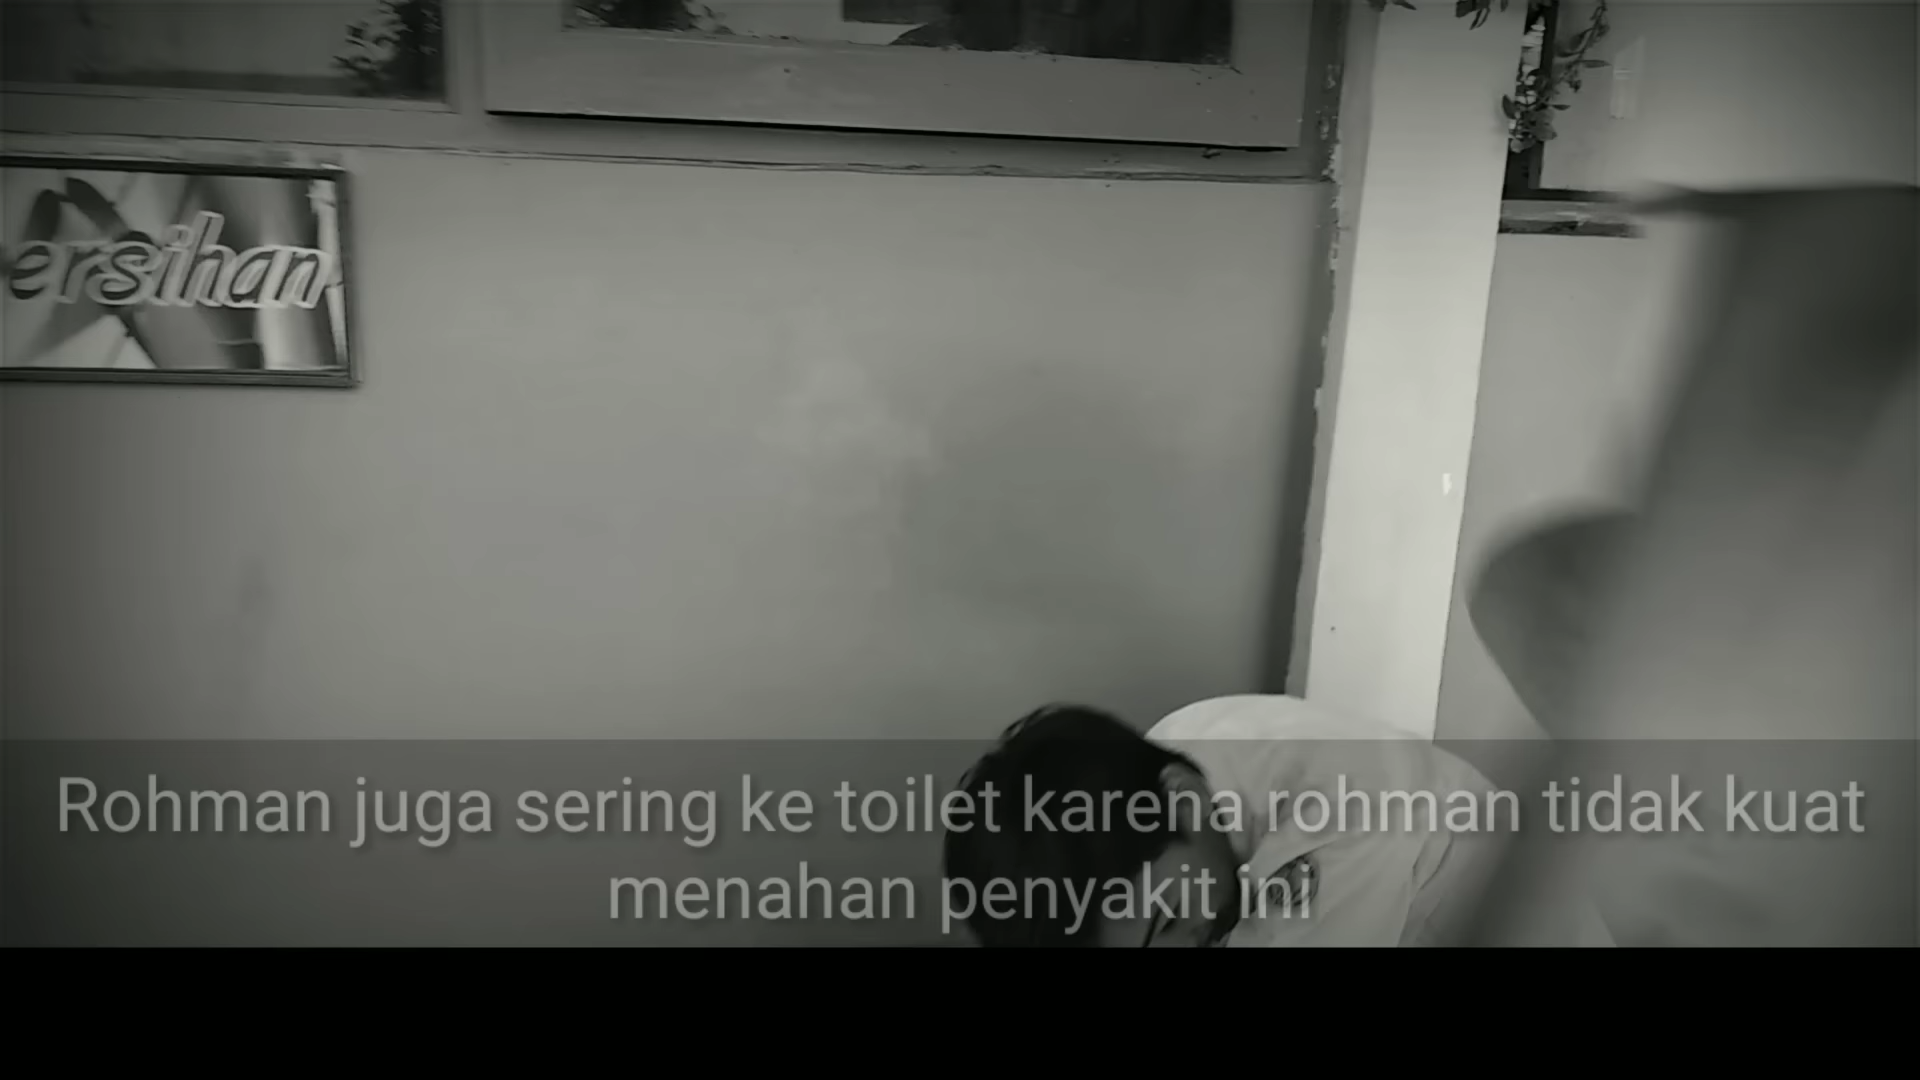 ersihan
Rohman juga sering ke toilet karena rohman tidak kuat
menahan penyakit ini